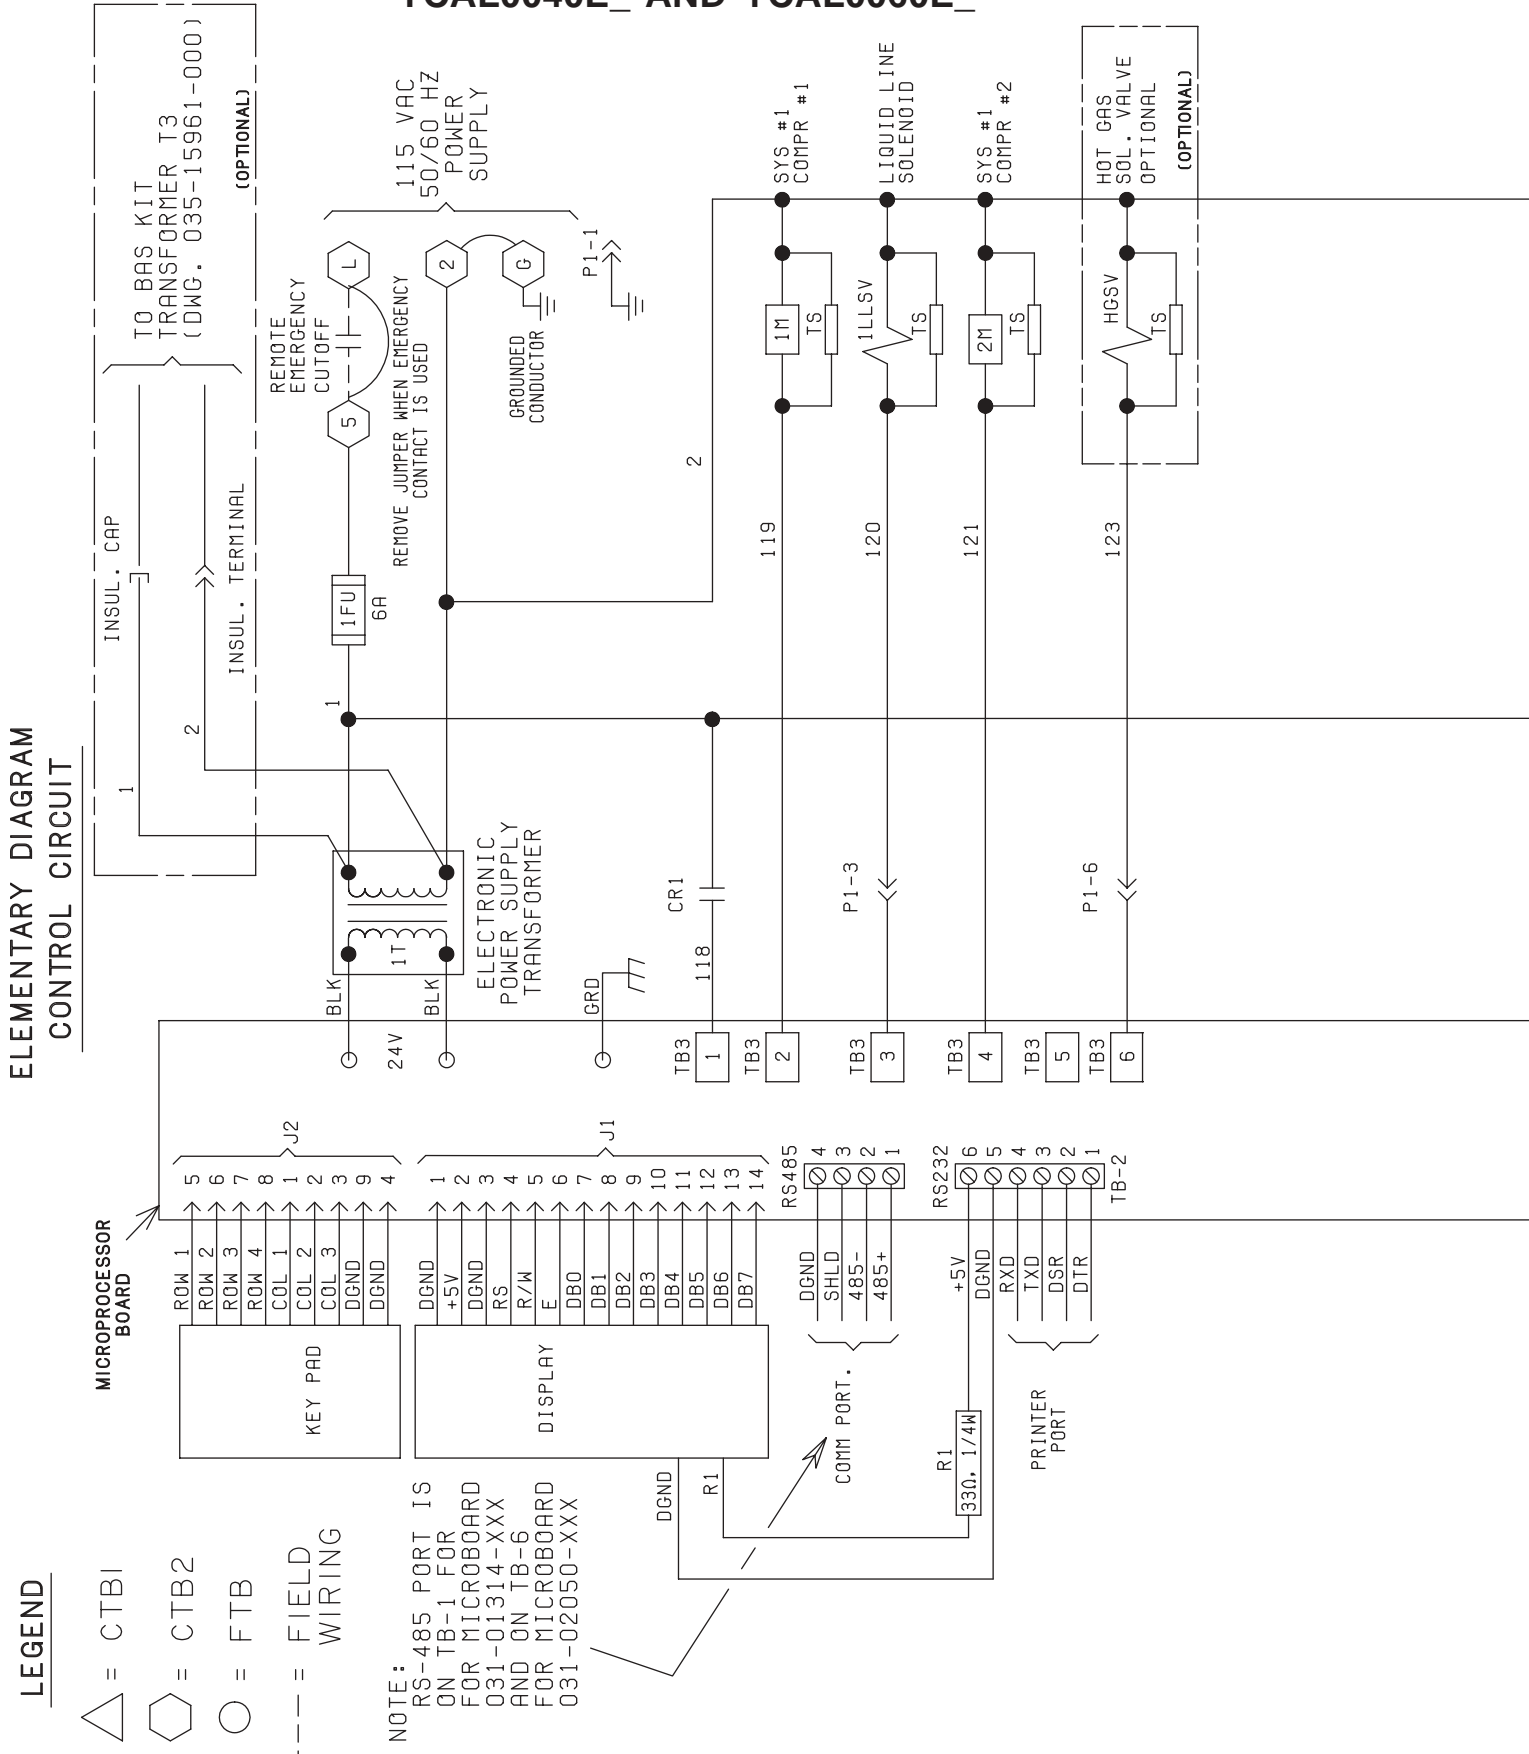 AND
ELEMENTARY DIAGRAM
CONTROL CIRCUIT
LEGEND
= CTB1
= CTB2
= FTB
= FIELD
WIRING
NOTE:
RS-485 PORT IS
ON TB-1 FOR
FOR MICROBOARD
031-01314-XXX
AND ON TB-6
FOR MICROBOARD
031-02050-XXX
MICROPROCESSOR
BOARD
KEY PAD
ROW 1 5
ROW 2 6
ROW 3 7
ROW 4 8
COL 1 1
COL 2 2
COL 3 3
DGND 9
DGND 4
J2
DISPLAY
DGND 1
+5V 2
DGND 3
RS 4
R/W 5
E 6
DB0 7
DB1 8
DB2 9
DB3 10
DB4 11
DB5 12
DB6 13
DB7 14
J1
DGND
R1
COMM PORT.
RS485
DGND 4
SHLD 3
485- 2
485+ 1
R1
33Ω, 1/4W
PRINTER
PORT
RS232
+5V 6
DGND 5
RXD 4
TXD 3
DSR 2
DTR 1
TB-2
1
INSUL. CAP
2
INSUL. TERMINAL
TO BAS KIT
TRANSFORMER T3
(DWG. 035-15961-000)
(OPTIONAL)
BLK
24V
BLK
1T
ELECTRONIC
POWER SUPPLY
TRANSFORMER
1
1FU
6A
5
REMOTE
EMERGENCY
CUTOFF
L
REMOVE JUMPER WHEN EMERGENCY
CONTACT IS USED
2
G
115 VAC
50/60 HZ
POWER
SUPPLY
GROUNDED
CONDUCTOR
P1-1
GRD
2
TB3
1
118
CR1
TB3
2
119
1M
TS
SYS #1
COMPR #1
TB3
3
P1-3
120
1LLSV
TS
LIQUID LINE
SOLENOID
TB3
4
121
2M
TS
SYS #1
COMPR #2
TB3
5
TB3
6
P1-6
123
HGSV
TS
HOT GAS
SOL. VALVE
OPTIONAL
(OPTIONAL)